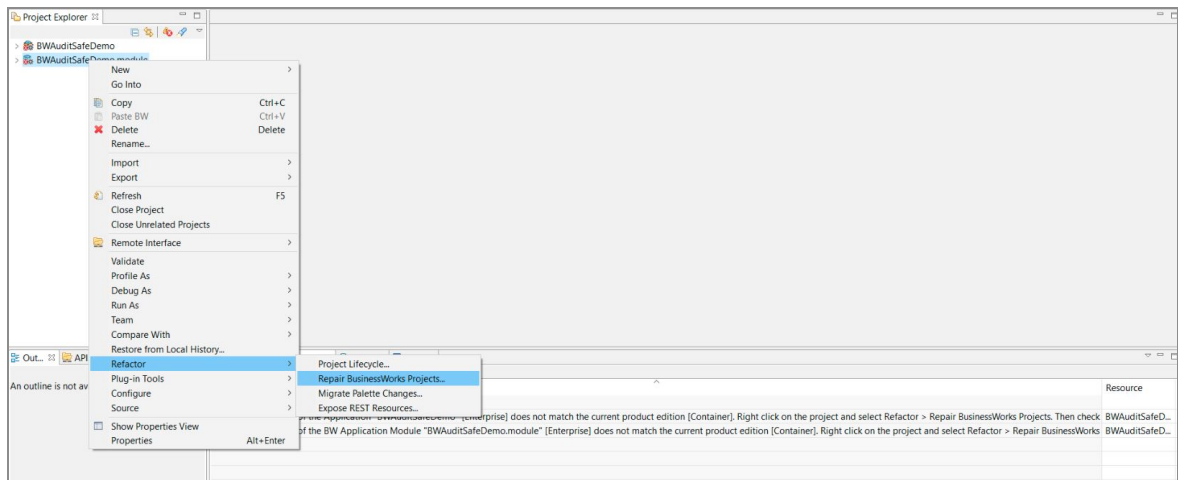 Project Explorer
BWAuditSafeDemo
BWAuditSafeDemo.module
New
Go Into
Copy Ctrl+C
Paste BW Ctrl+V
Delete Delete
Rename...
Import
Export
Refresh F5
Close Project
Close Unrelated Projects
Remote Interface
Validate
Profile As
Debug As
Run As
Team
Compare With
Restore from Local History...
Refactor
Plug-in Tools
Configure
Source
Show Properties View
Properties Alt+Enter
Project Lifecycle...
Repair BusinessWorks Projects...
Migrate Palette Changes...
Expose REST Resources...
Out... API
An outline is not av
Resource
of the Application "BWAuditSafeDemo" [Enterprise] does not match the current product edition [Container]. Right click on the project and select Refactor > Repair BusinessWorks Projects. Then check BWAuditSafeD...
of the BW Application Module "BWAuditSafeDemo.module" [Enterprise] does not match the current product edition [Container]. Right click on the project and select Refactor > Repair BusinessWorks BWAuditSafeD...